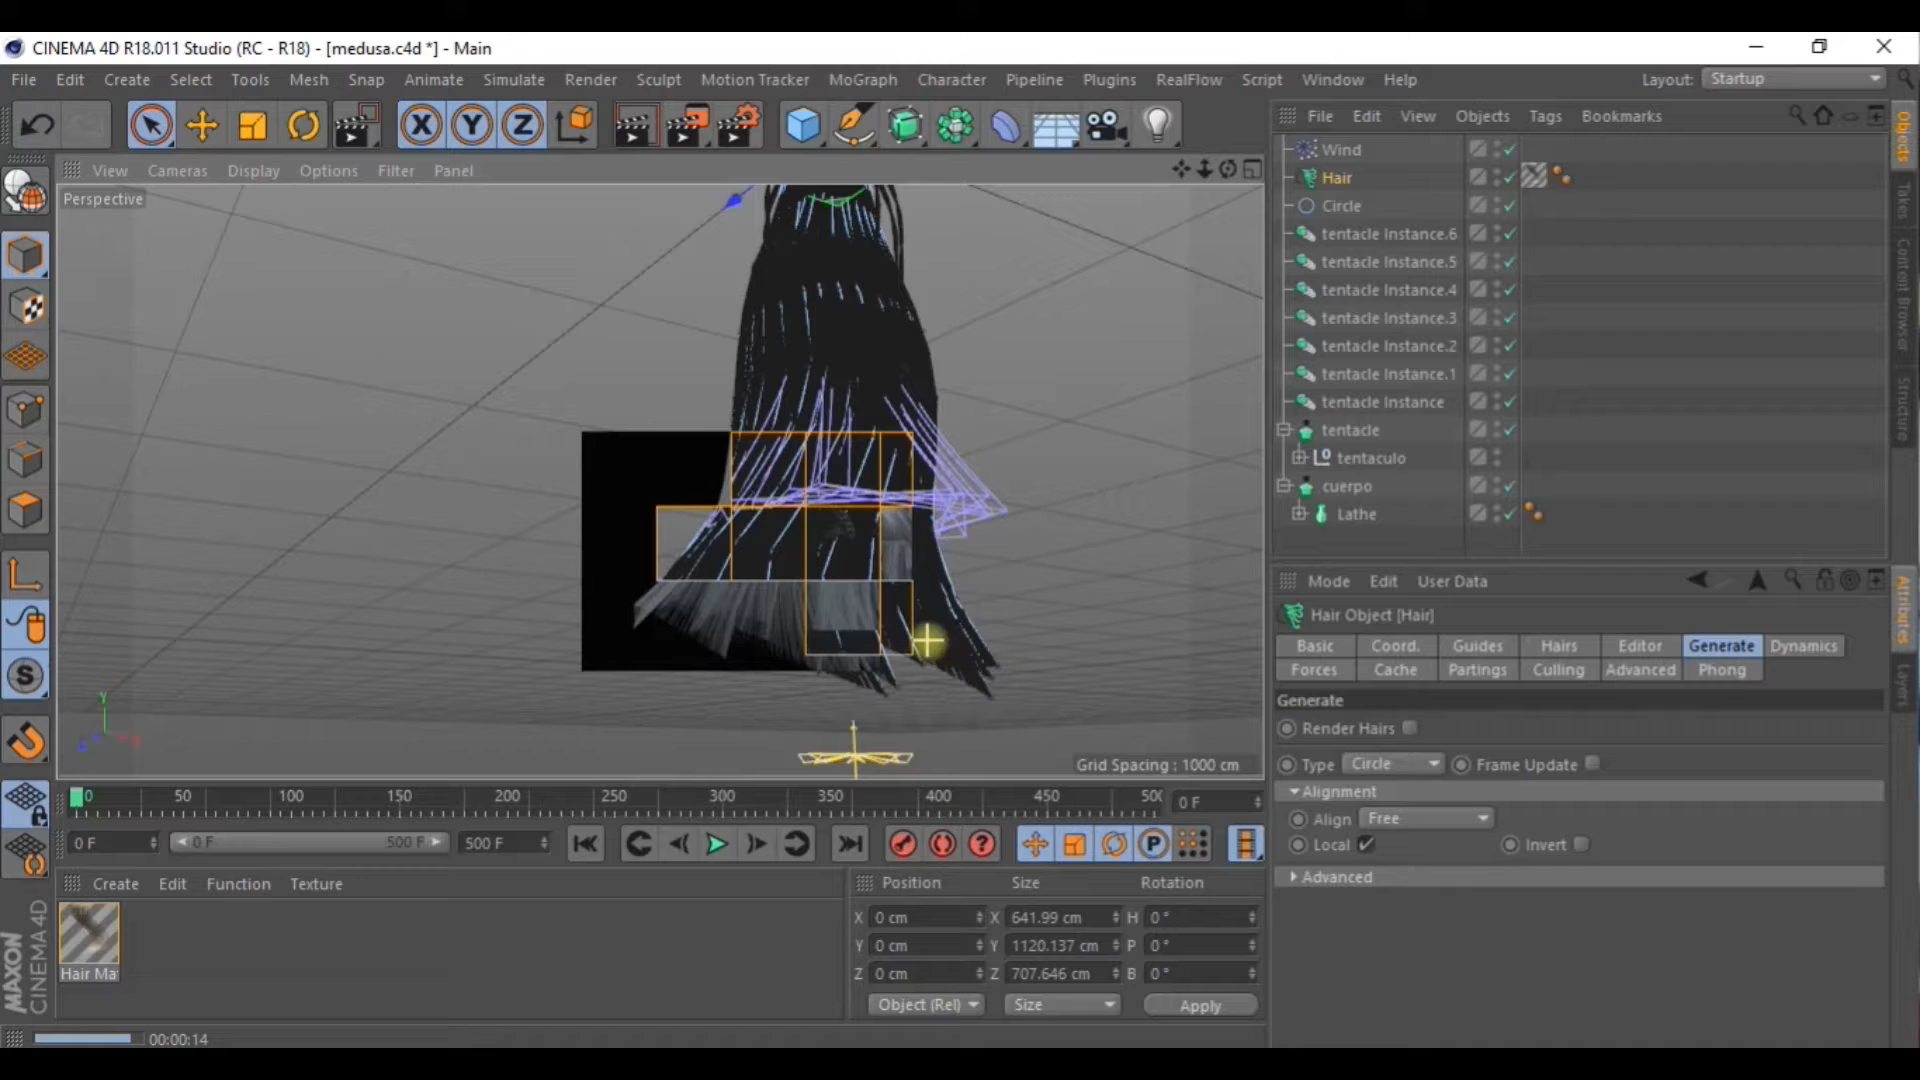 CINEMA 4D R18.011 Studio (RC - R18) - [medusa.c4d *] - Main
File Edit Create Select Tools Mesh Snap Animate Simulate Render Sculpt Motion Tracker MoGraph Character Pipeline Plugins RealFlow Script Window Help Layout: Startup
X Y Z
File Edit View Objects Tags Bookmarks
View Cameras Display Options Filter Panel
Perspective
Wind
Hair
Circle
tentacle Instance.6
tentacle Instance.5
tentacle Instance.4
tentacle Instance.3
tentacle Instance.2
tentacle Instance.1
tentacle Instance
tentacle
tentaculo
cuerpo
Lathe
Objects
Takes
Content Browser
Structure
Mode Edit User Data
Hair Object [Hair]
Basic Coord. Guides Hairs Editor Generate Dynamics
Forces Cache Partings Culling Advanced Phong
Generate
Render Hairs
Type Circle Frame Update
Alignment
Align Free
Local Invert
Advanced
Attributes
Layers
Y
Grid Spacing : 1000 cm
0 50 100 150 200 250 300 350 400 450 500 0 F
0 F 0 F 500 F 500 F
P
S
Create Edit Function Texture
Hair Ma
Position Size Rotation
X 0 cm X 641.99 cm H 0 °
Y 0 cm Y 1120.137 cm P 0 °
Z 0 cm Z 707.646 cm B 0 °
Object (Rel) Size Apply
MAXON
CINEMA 4D
00:00:14